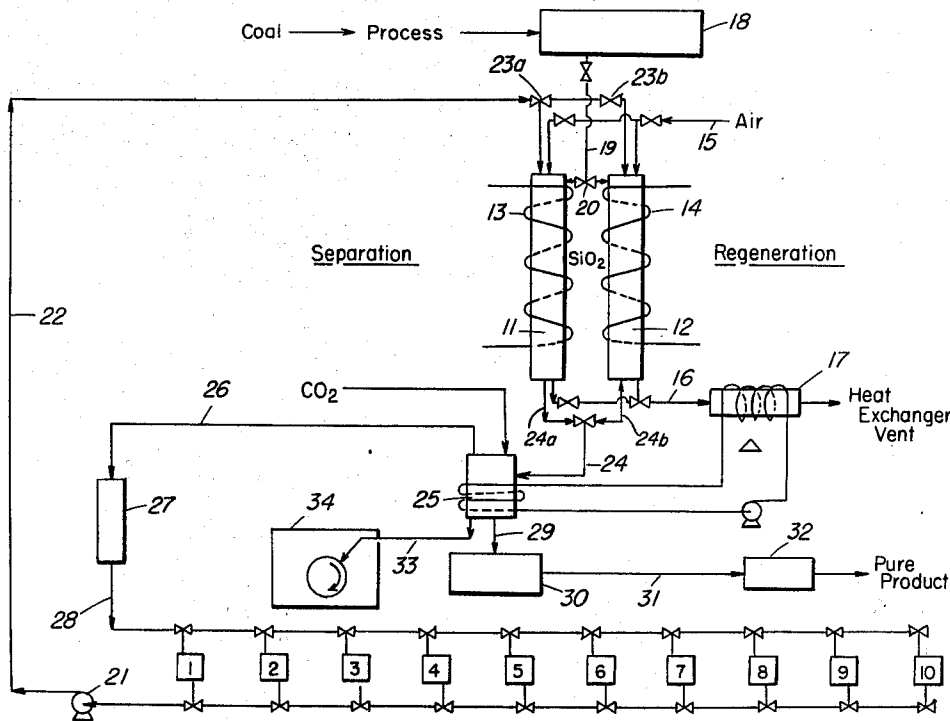 Coal Process 18
23a 23b
Air
15
19
20
13 14
Separation SiO2 Regeneration
22
11 12
CO2 16 17
26 Heat
Exchanger
Vent
24a 24b
24
25
27 34 29 32
33 Pure
Product
30 31
28
1 2 3 4 5 6 7 8 9 10
21